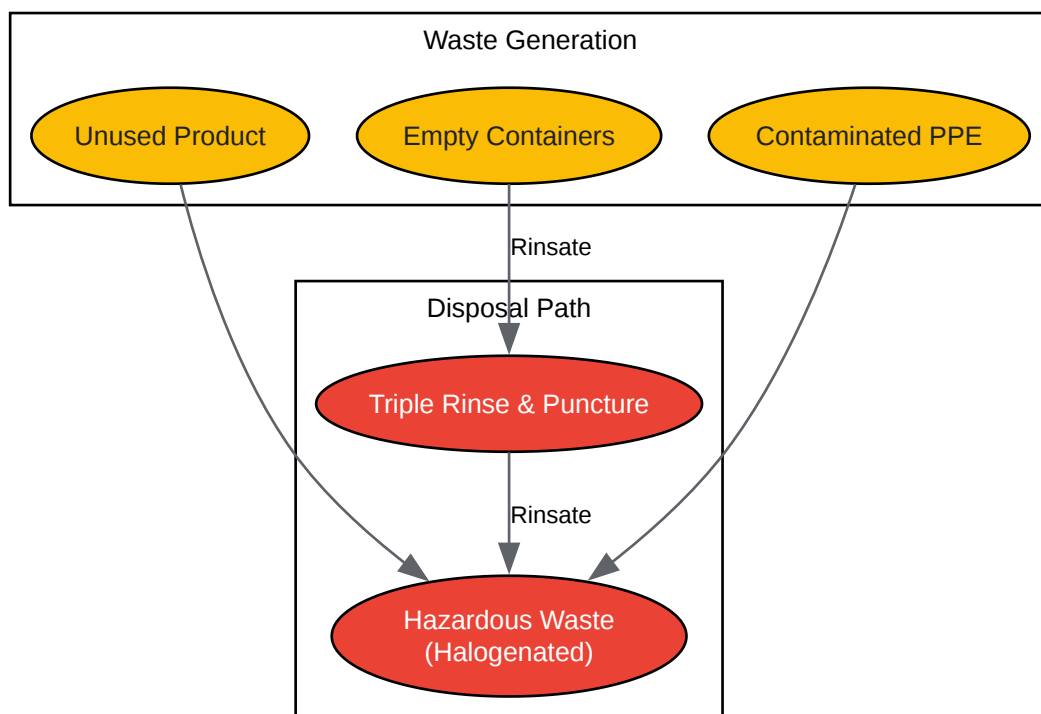 Waste Generation
Unused Product
Empty Containers
Contaminated PPE
Rinsate
Disposal Path
Triple Rinse & Puncture
Rinsate
Hazardous Waste
(Halogenated)